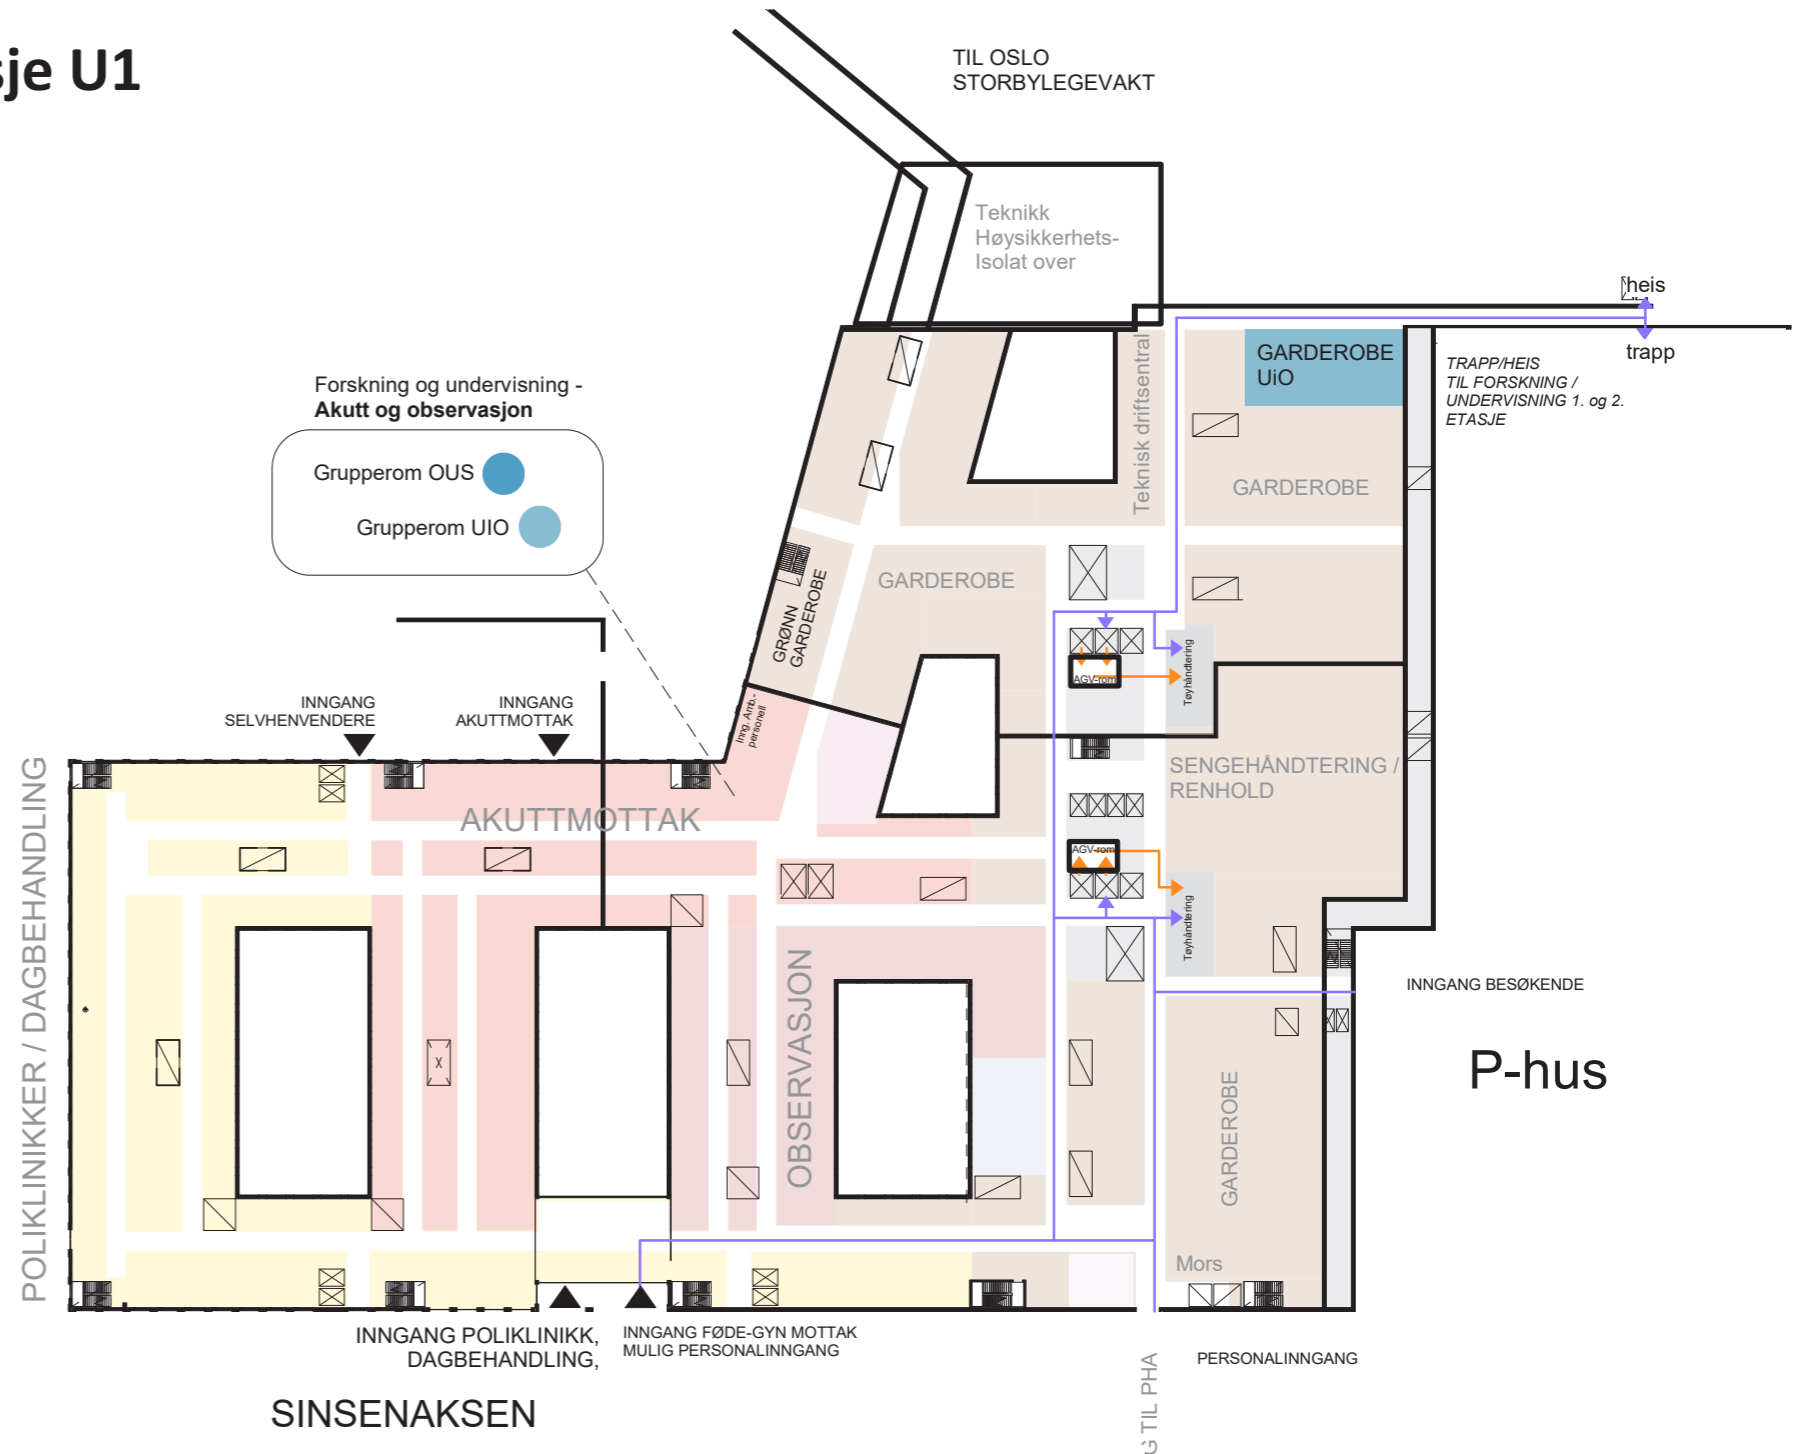 sje U1
TIL OSLO
STORBYLEGEVAKT
Teknikk
Høysikkerhets-
Isolat over
heis
trapp
TRAPP/HEIS
TIL FORSKNING /
UNDERVISNING 1. og 2.
ETASJE
GARDEROBE
UiO
Teknisk driftsentral
GARDEROBE
Forskning og undervisning -
Akutt og observasjon
Grupperom OUS
Grupperom UIO
GARDEROBE
GRØNN
GARDEROBE
AGV-rom
Tøyhåndtering
Inng. Amb.-
personell
INNGANG
SELVHENVENDERE
INNGANG
AKUTTMOTTAK
SENGEHÅNDTERING /
RENHOLD
AKUTTMOTTAK
AGV-rom
Tøyhåndtering
POLIKLINIKKER / DAGBEHANDLING
OBSERVASJON
INNGANG BESØKENDE
P-hus
X
GARDEROBE
Mors
INNGANG POLIKLINIKK,
DAGBEHANDLING,
INNGANG FØDE-GYN MOTTAK
MULIG PERSONALINNGANG
PERSONALINNGANG
G TIL PHA
SINSENAKSEN